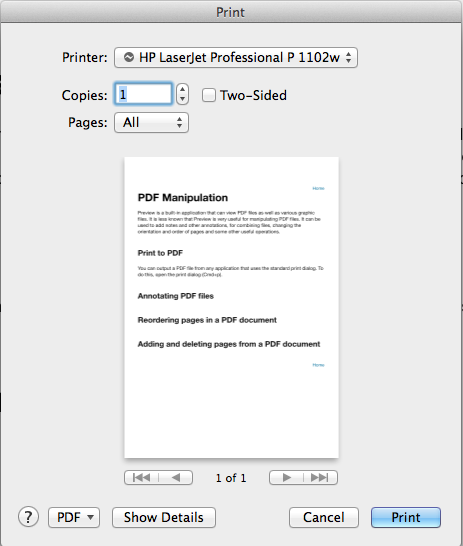 Print
Printer: HP LaserJet Professional P 1102w
Copies: 1 Two-Sided
Pages: All
Home
PDF Manipulation
Preview is a built-in application that can view PDF files as well as various graphic
files. It is less known that Preview is very useful for manipulating PDF files. It can be
used to add notes and other annotations, for combining files, changing the
orientation and order of pages and some other useful operations.
Print to PDF
You can output a PDF file from any application that uses the standard print dialog. To
do this, open the print dialog (Cmd+p).
Annotating PDF files
Reordering pages in a PDF document
Adding and deleting pages from a PDF document
Home
1 of 1
? PDF Show Details Cancel Print